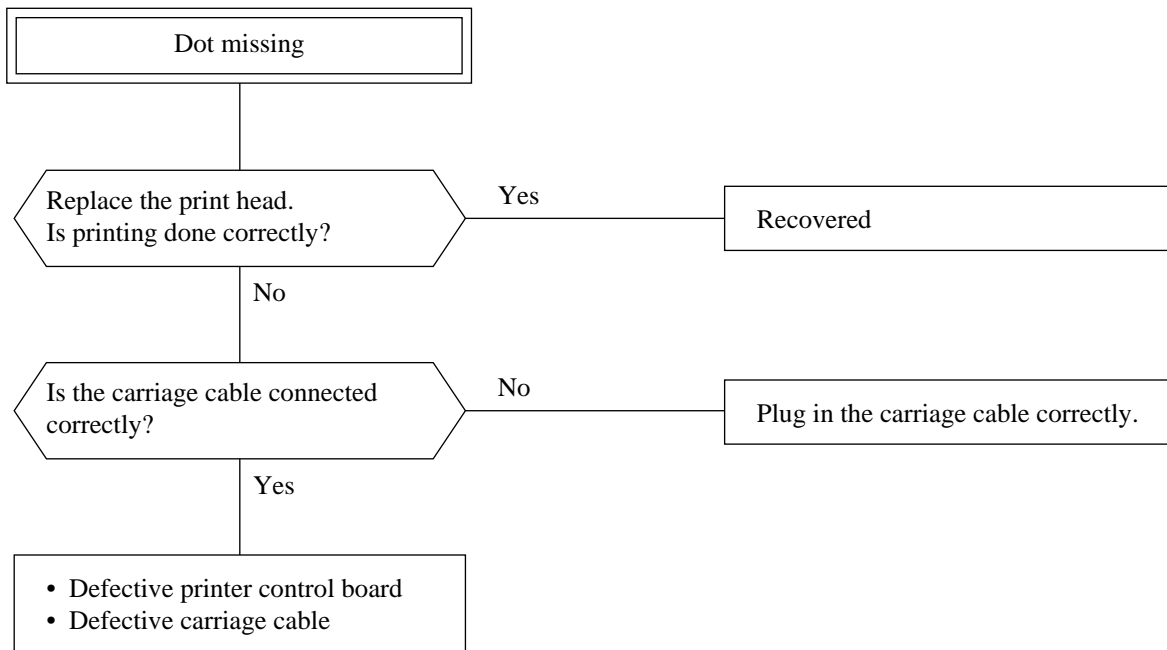 Dot missing
Replace the print head.
Is printing done correctly?
Yes
Recovered
No
Is the carriage cable connected
correctly?
No
Plug in the carriage cable correctly.
Yes
• Defective printer control board
• Defective carriage cable